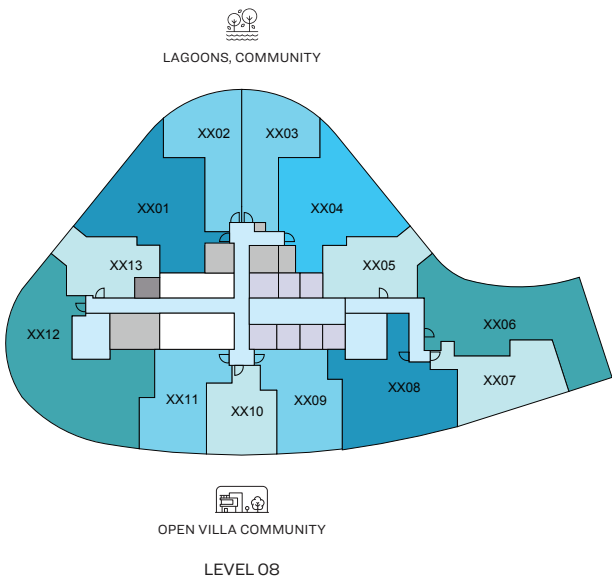 LAGOONS, COMMUNITY
XX02
XX03
XX01
XX04
XX13
XX05
XX12
XX06
XX07
XX08
XX11
XX09
XX10
OPEN VILLA COMMUNITY
LEVEL 08